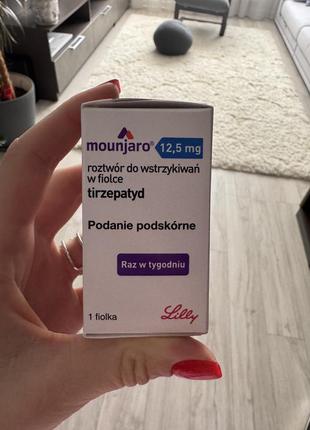 mounjaro® 12,5 mg
roztwór do wstrzykiwań
w fiolce
tirzepatyd
Podanie podskórne
Raz w tygodniu
1 fiolka
Lilly